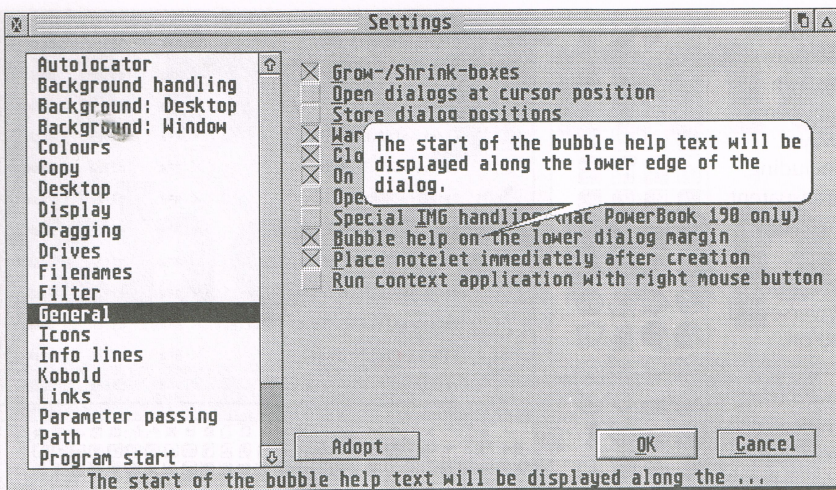 Settings
Autolocator
Background handling
Background: Desktop
Background: Window
Colours
Copy
Desktop
Display
Dragging
Drives
Filenames
Filter
General
Icons
Info lines
Kobold
Links
Parameter passing
Path
Program start
Grow-/Shrink-boxes
Open dialogs at cursor position
Store dialog positions
War
Clo
On
Ope
The start of the bubble help text will be
displayed along the lower edge of the
dialog.
Special IMG handling (Mac PowerBook 190 only)
Bubble help on the lower dialog margin
Place notelet immediately after creation
Run context application with right mouse button
Adopt
OK
Cancel
The start of the bubble help text will be displayed along the ...